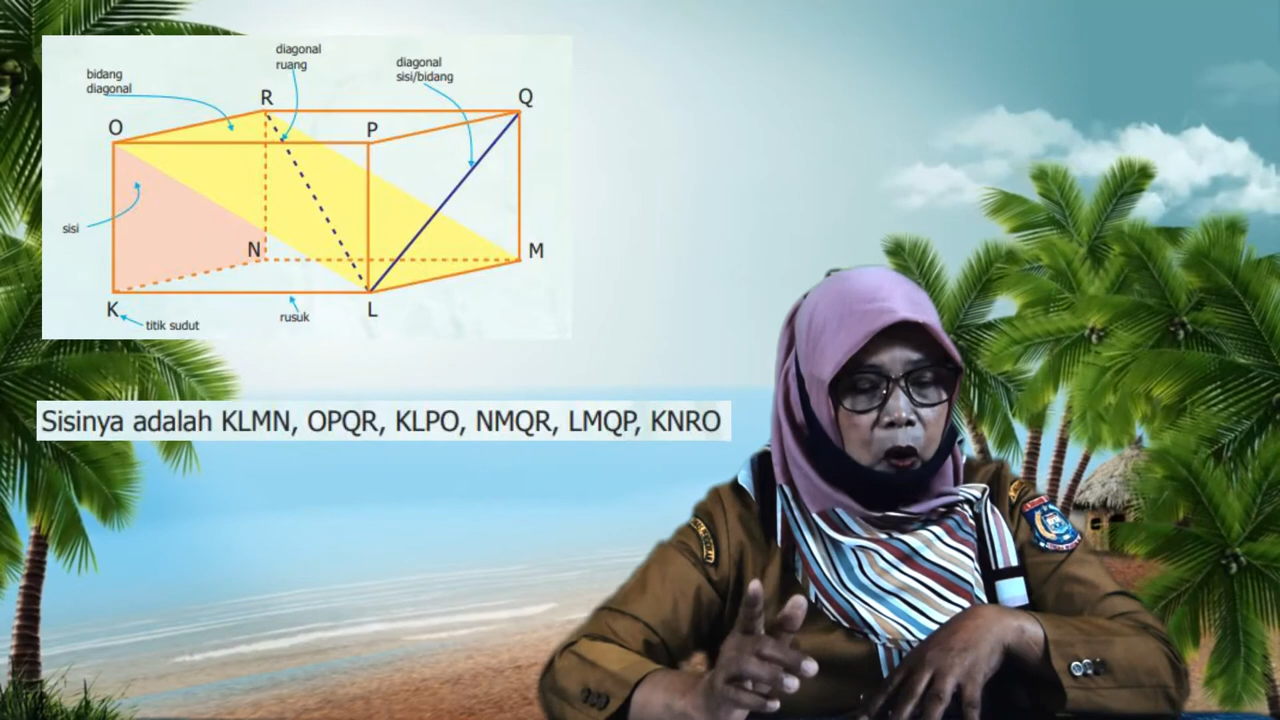 diagonal
ruang
diagonal
sisi/bidang
bidang
diagonal
R
Q
O
P
sisi
N
M
K
L
titik sudut
rusuk
Sisinya adalah KLMN, OPQR, KLPO, NMQR, LMQP, KNRO